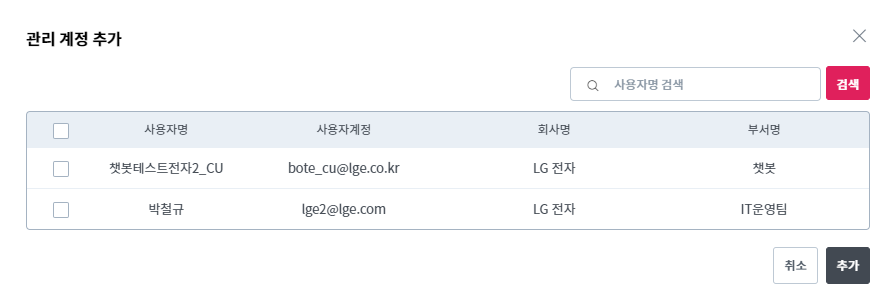 관리 계정 추가
사용자명 검색 검색
사용자명 사용자계정 회사명 부서명
챗봇테스트전자2_CU bote_cu@lge.co.kr LG 전자 챗봇
박철규 lge2@lge.com LG 전자 IT운영팀
취소 추가